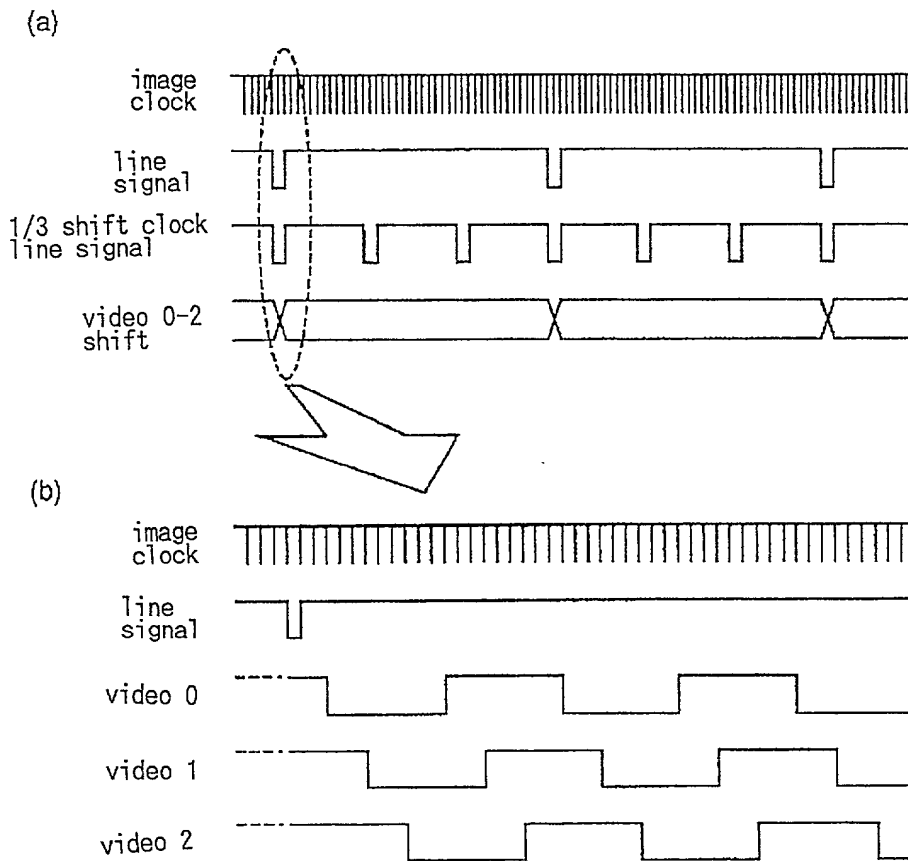 (a)
image
clock
line
signal
1/3 shift clock
line signal
video 0-2
shift
(b)
image
clock
line
signal
video 0
video 1
video 2